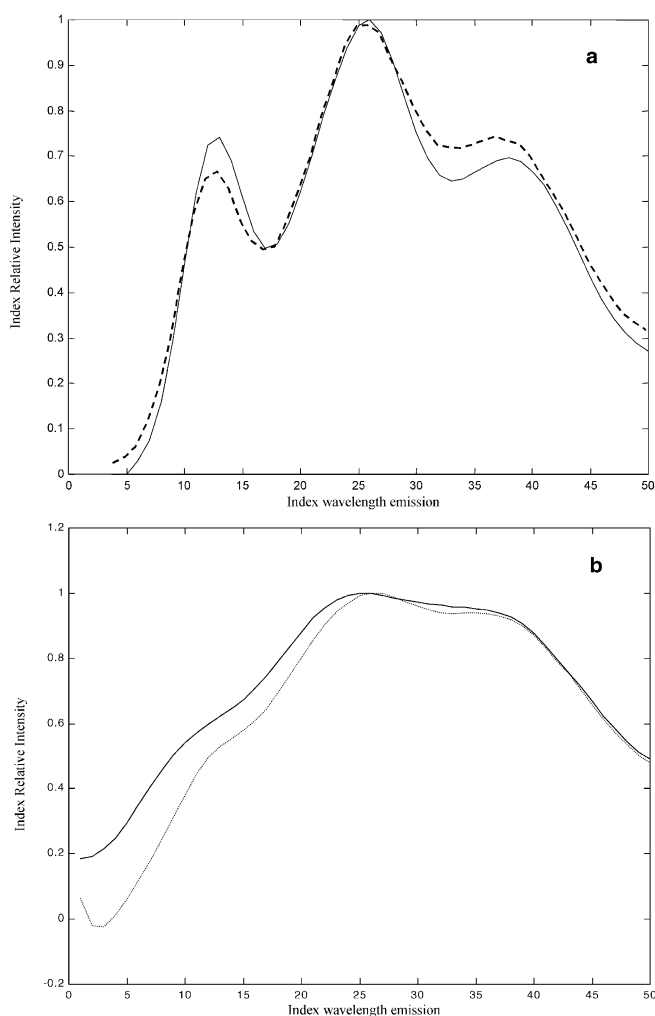 a
1
0.9
0.8
0.7
0.6
0.5
0.4
0.3
0.2
0.1
0
Index Relative Intensity
0 5 10 15 20 25 30 35 40 45 50
Index wavelength emission
b
1.2
1
0.8
0.6
0.4
0.2
0
-0.2
Index Relative Intensity
0 5 10 15 20 25 30 35 40 45 50
Index wavelength emission